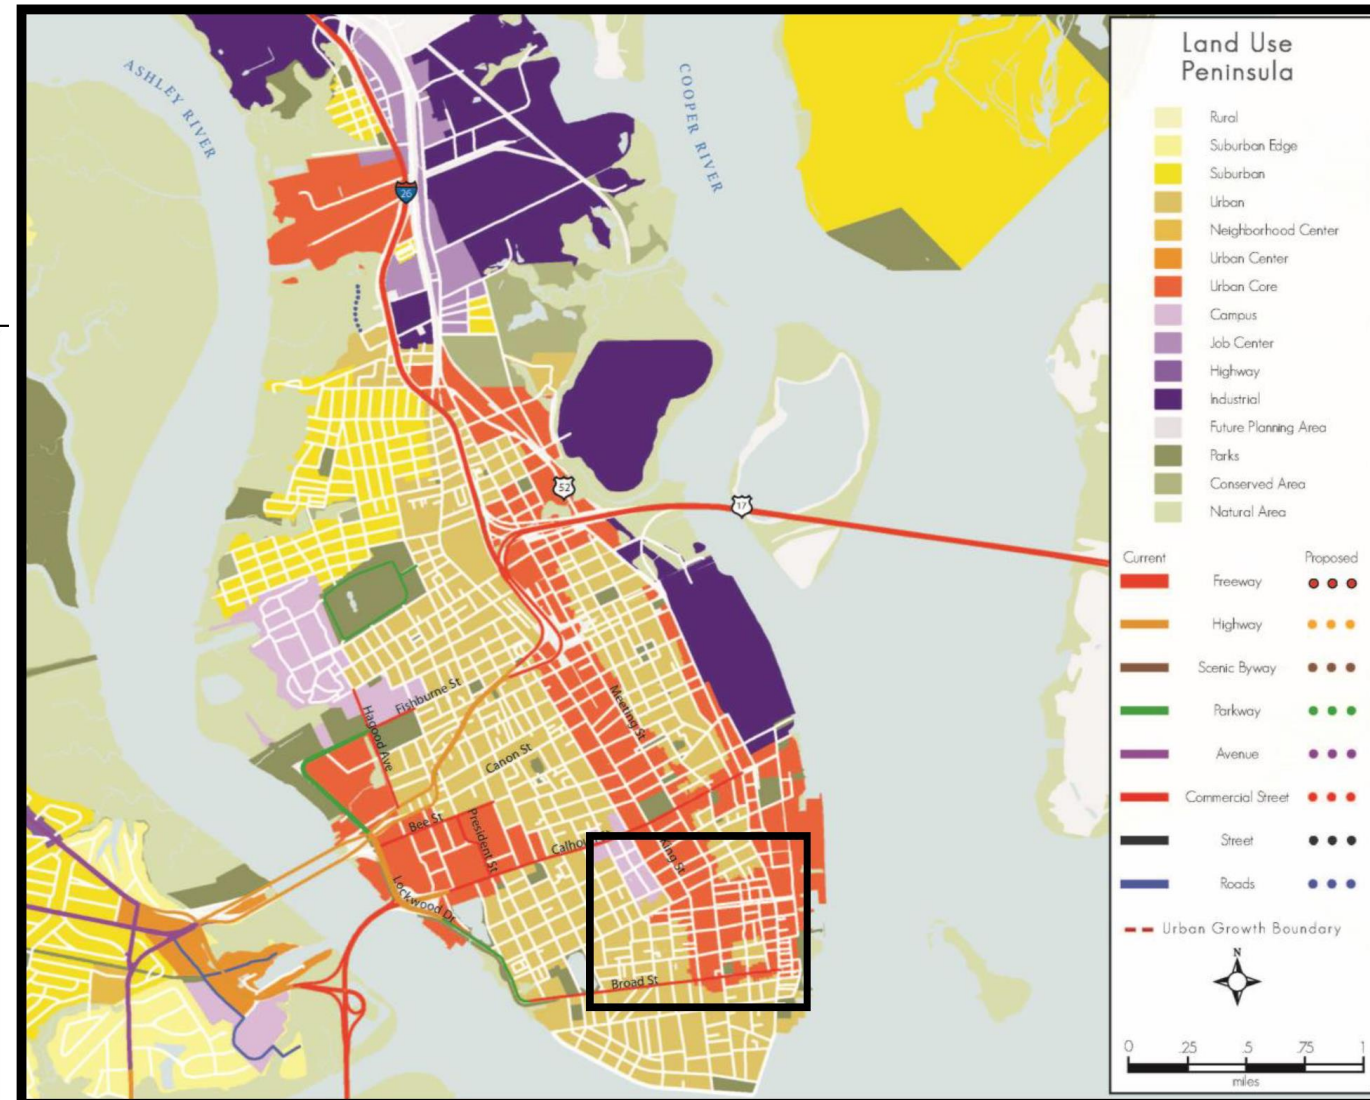 ASHLEY RIVER
COOPER RIVER
26
52
17
Meeting St
Fishburne St
Hagood Ave
Canon St
Bee St
President St
King St
Lockwood Dr
Broad St
Land Use
Peninsula
Rural
Suburban Edge
Suburban
Urban
Neighborhood Center
Urban Center
Urban Core
Campus
Job Center
Highway
Industrial
Future Planning Area
Parks
Conserved Area
Natural Area
Current Proposed
Freeway
Highway
Scenic Byway
Parkway
Avenue
Commercial Street
Street
Roads
Urban Growth Boundary
N
0 .25 .5 .75 1
miles